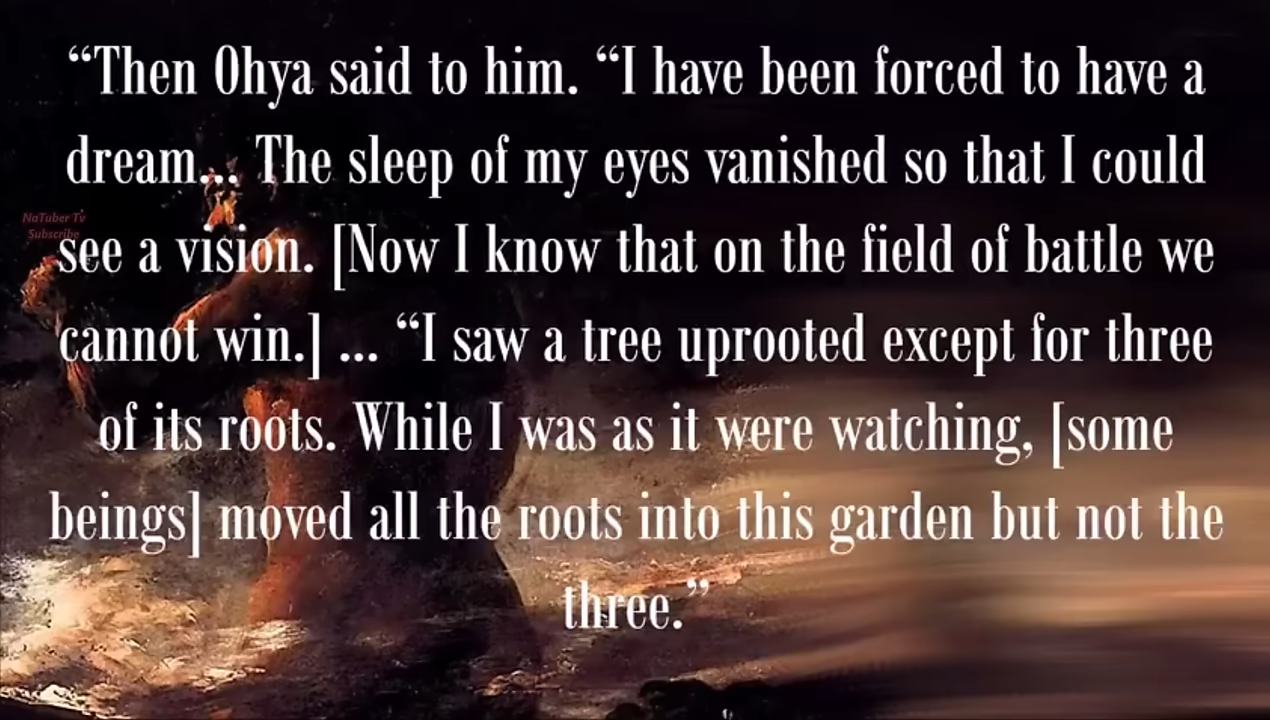 “Then Ohya said to him. “I have been forced to have a
dream... The sleep of my eyes vanished so that I could
NaTuber Tv
Subscribe
see a vision. [Now I know that on the field of battle we
cannot win.] ... “I saw a tree uprooted except for three
of its roots. While I was as it were watching, [some
beings] moved all the roots into this garden but not the
three.”